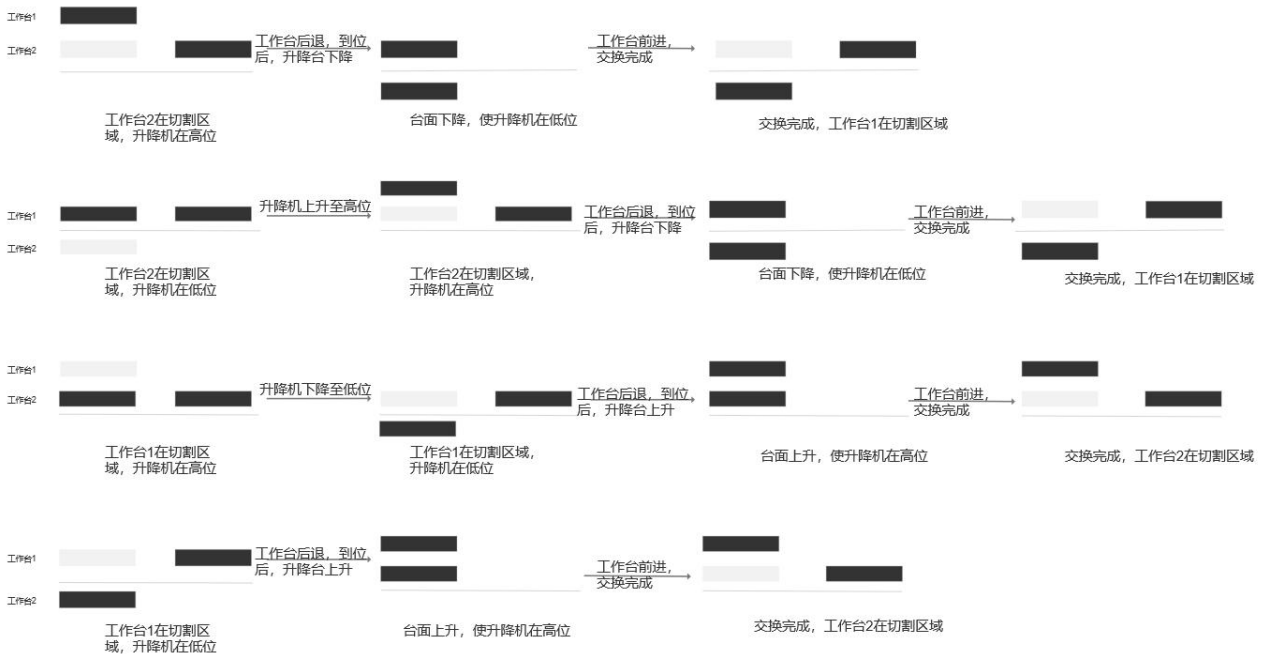 工作台1
工作台2
工作台后退，到位
后，升降台下降
工作台前进，
交换完成
工作台2在切割区
域，升降机在高位
台面下降，使升降机在低位
交换完成，工作台1在切割区域
工作台1
工作台2
升降机上升至高位
工作台后退，到位
后，升降台下降
工作台前进，
交换完成
工作台2在切割区
域，升降机在低位
工作台2在切割区域，
升降机在高位
台面下降，使升降机在低位
交换完成，工作台1在切割区域
工作台1
工作台2
升降机下降至低位
工作台后退，到位
后，升降台上升
工作台前进，
交换完成
工作台1在切割区
域，升降机在高位
工作台1在切割区域，
升降机在低位
台面上升，使升降机在高位
交换完成，工作台2在切割区域
工作台1
工作台2
工作台后退，到位
后，升降台上升
工作台前进，
交换完成
工作台1在切割区
域，升降机在低位
台面上升，使升降机在高位
交换完成，工作台2在切割区域